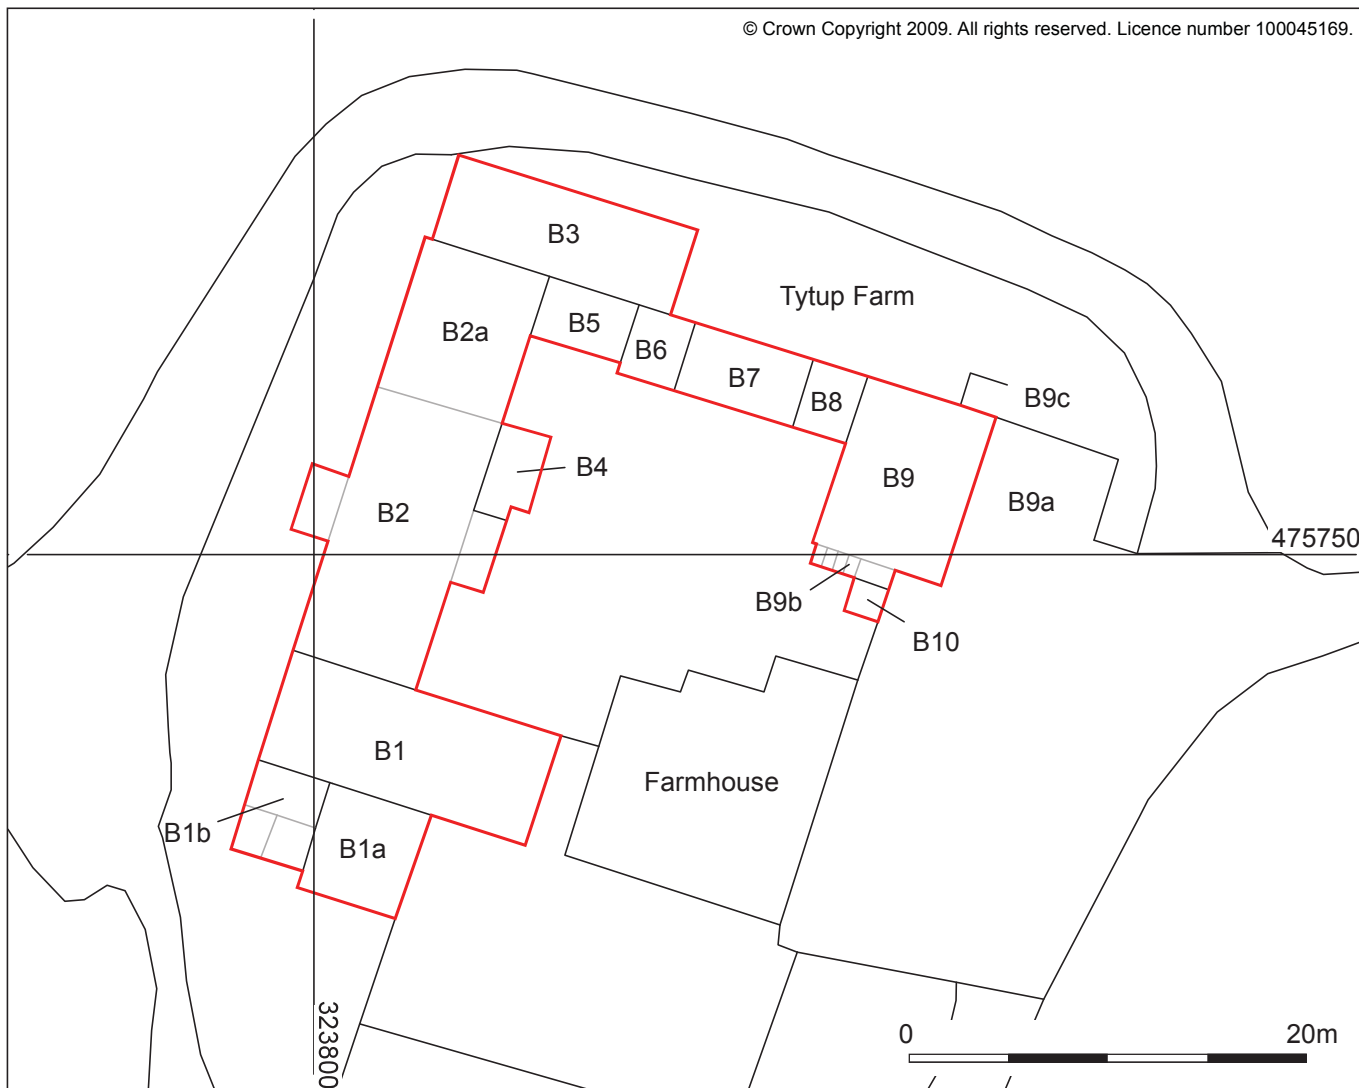 © Crown Copyright 2009. All rights reserved. Licence number 100045169.
B3
Tytup Farm
B2a
B5
B6
B7
B8
B9c
B4
B9
B9a
B2
475750
B9b
B10
B1
Farmhouse
B1b
B1a
323800
0 20m